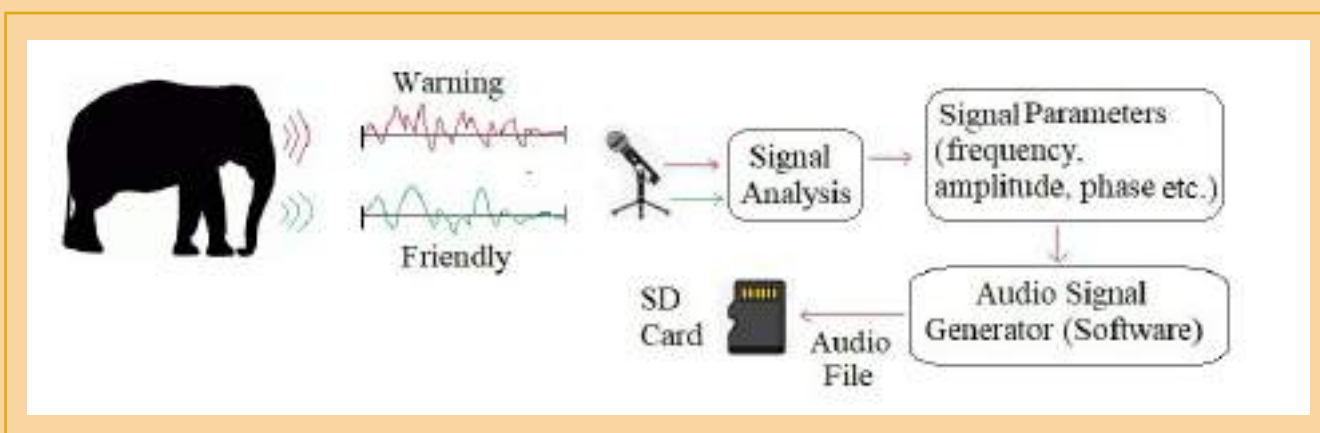 Warning
Friendly
Signal
Analysis
Signal Parameters
(frequency,
amplitude, phase etc.)
Audio Signal
Generator (Software)
Audio
File
SD
Card